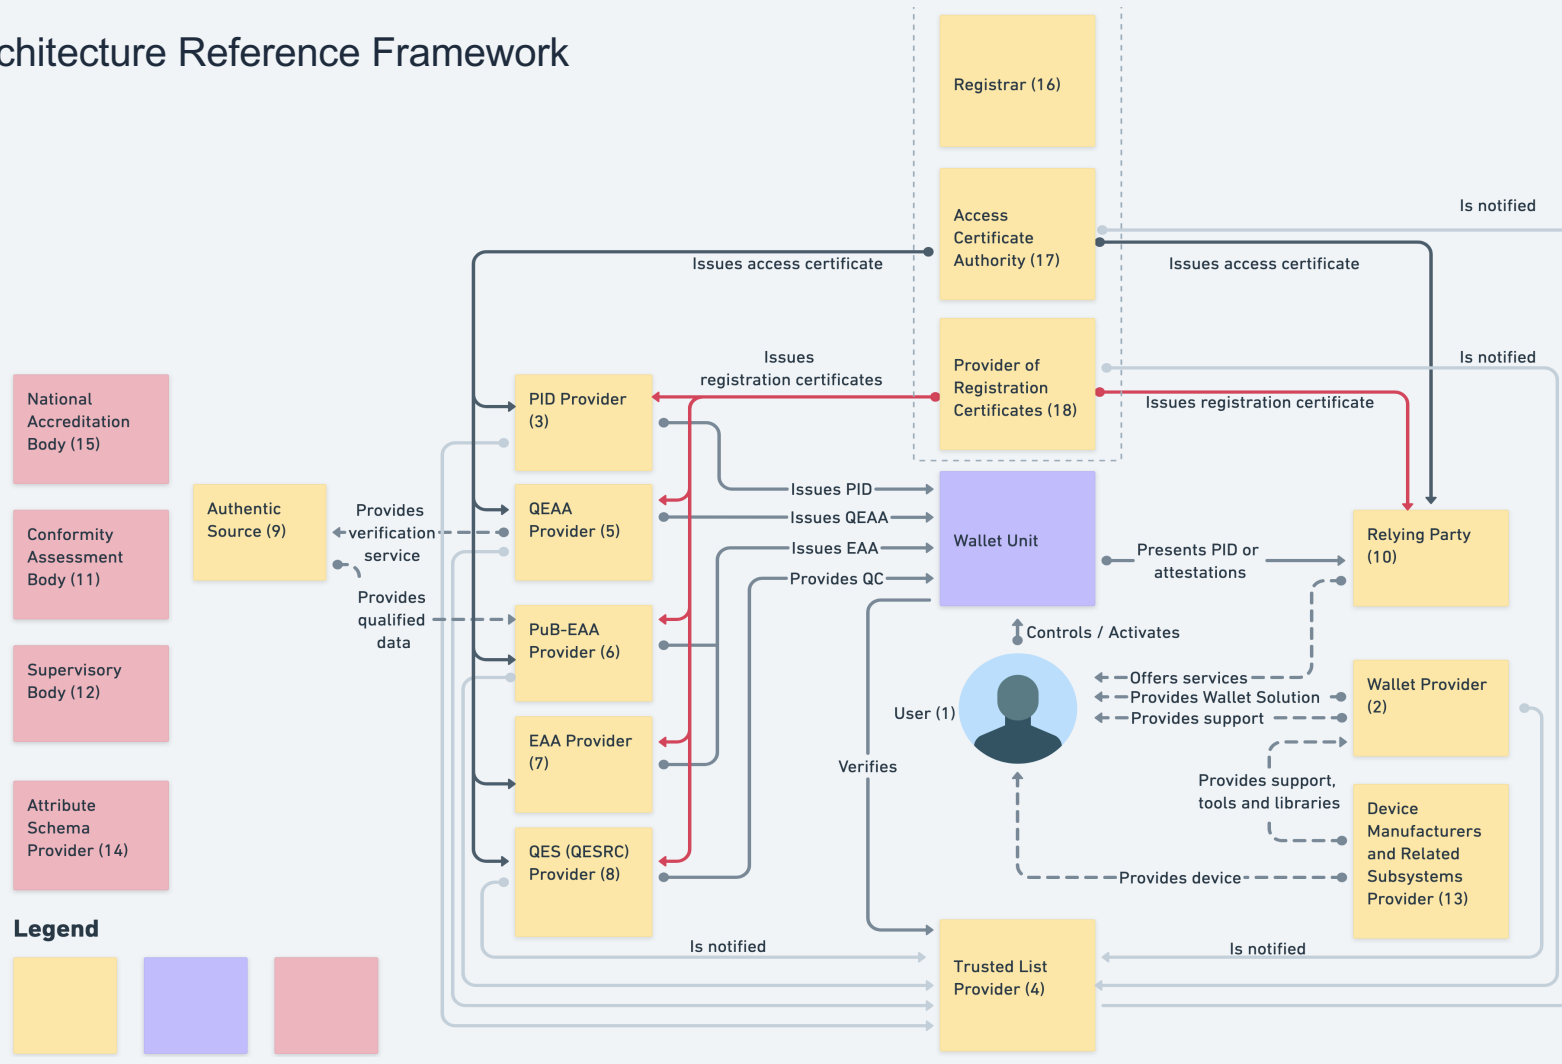 chitecture Reference Framework
Registrar (16)
Access
Certificate
Authority (17)
Is notified
Issues access certificate
Issues access certificate
Provider of
Registration
Certificates (18)
Issues
registration certificates
Is notified
Issues registration certificate
National
Accreditation
Body (15)
Conformity
Assessment
Body (11)
Supervisory
Body (12)
Attribute
Schema
Provider (14)
Authentic
Source (9)
Provides
verification
service
Provides
qualified
data
PID Provider
(3)
QEAA
Provider (5)
PuB-EAA
Provider (6)
EAA Provider
(7)
QES (QESRC)
Provider (8)
Issues PID
Issues QEAA
Issues EAA
Provides QC
Wallet Unit
Presents PID or
attestations
Relying Party
(10)
Controls / Activates
User (1)
Offers services
Provides Wallet Solution
Provides support
Wallet Provider
(2)
Verifies
Provides support,
tools and libraries
Device
Manufacturers
and Related
Subsystems
Provider (13)
Provides device
Is notified
Is notified
Trusted List
Provider (4)
Legend